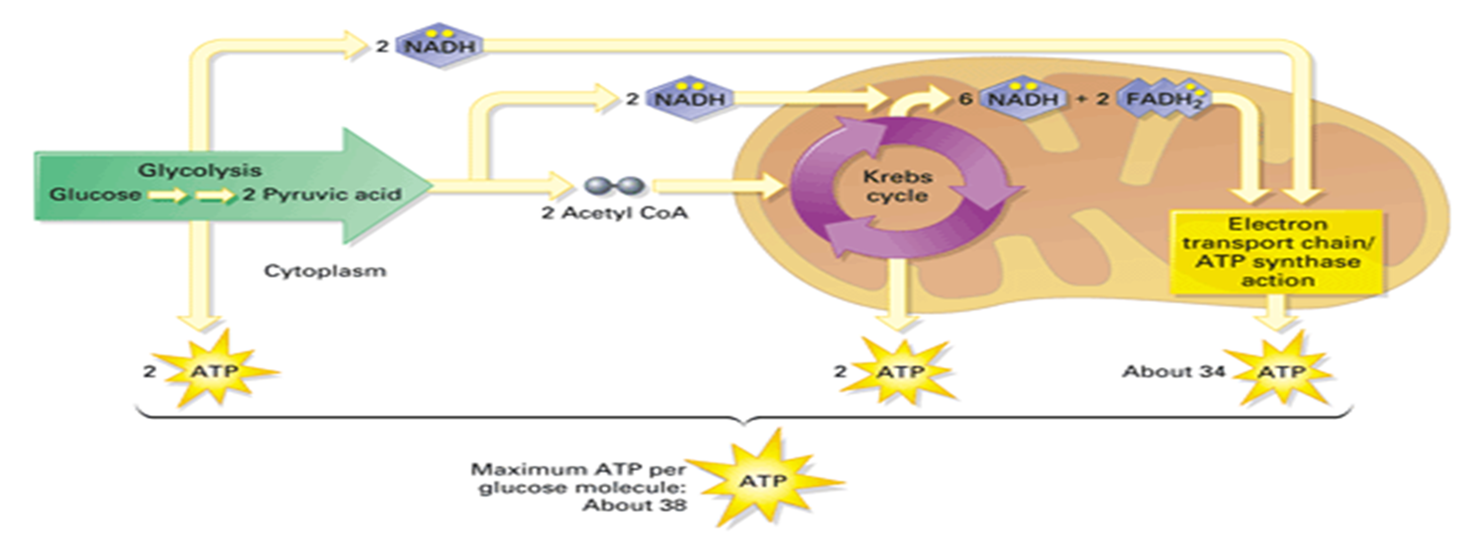 2 NADH
2 NADH
6 NADH + 2 FADH₂
Glycolysis
Glucose 2 Pyruvic acid
Krebs
cycle
2 Acetyl CoA
Electron
transport chain/
ATP synthase
action
Cytoplasm
2 ATP
2 ATP
About 34 ATP
Maximum ATP per
glucose molecule:
About 38
ATP